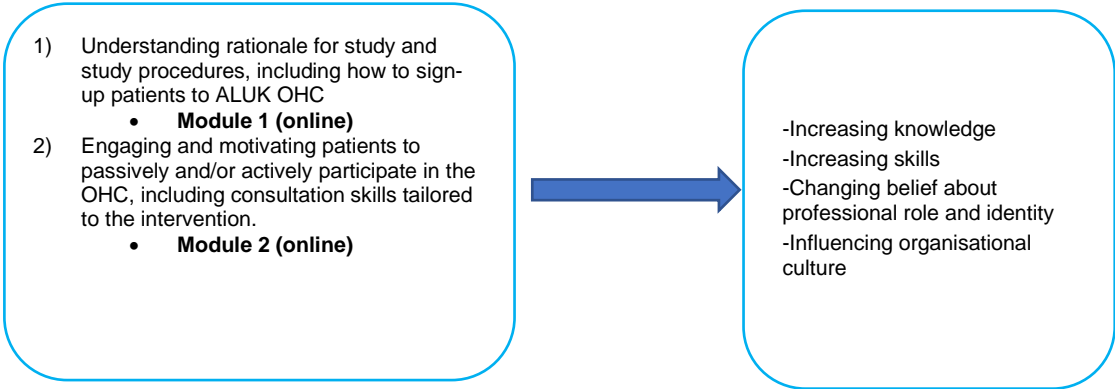 1) Understanding rationale for study and
study procedures, including how to sign-
up patients to ALUK OHC
• Module 1 (online)
2) Engaging and motivating patients to
passively and/or actively participate in the
OHC, including consultation skills tailored
to the intervention.
• Module 2 (online)
-Increasing knowledge
-Increasing skills
-Changing belief about
professional role and identity
-Influencing organisational
culture